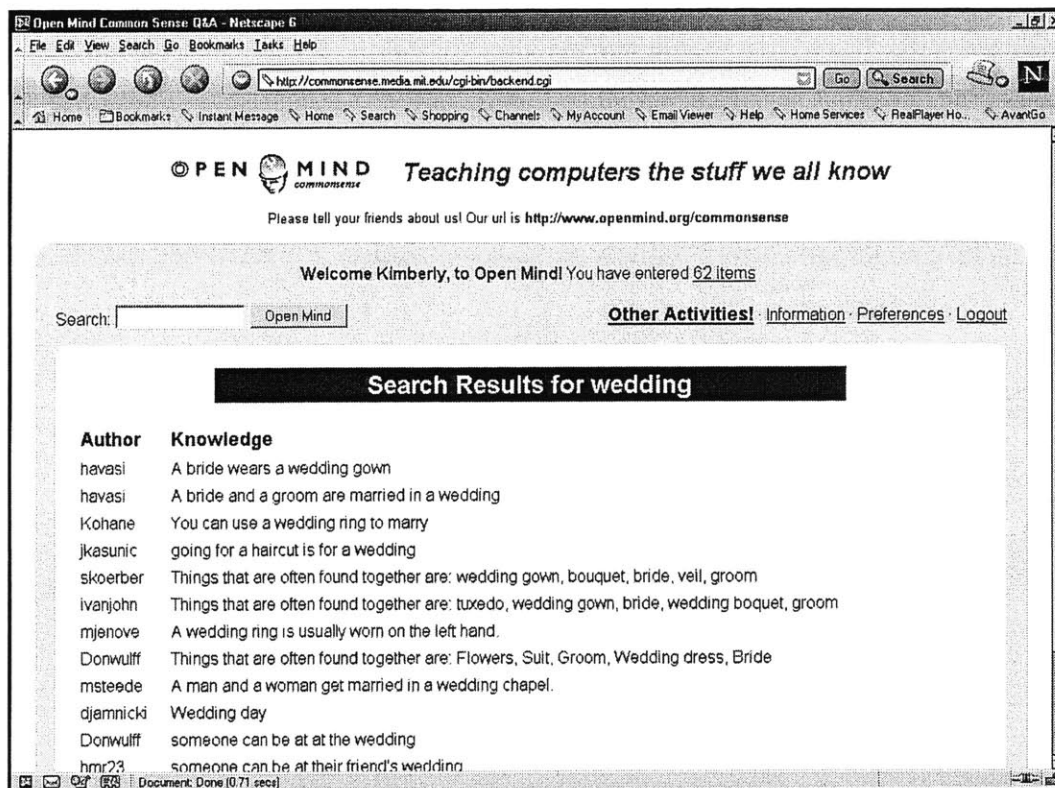 Open Mind Common Sense Q&A - Netscape 6
File Edit View Search Go Bookmarks Tasks Help
http://commonsense.media.mit.edu/cgi-bin/backend.cgi Go Search N
Home Bookmarks Instant Message Home Search Shopping Channels My Account Email Viewer Help Home Services RealPlayer Ho... AvantGo
OPEN MIND commonsense Teaching computers the stuff we all know
Please tell your friends about us! Our url is http://www.openmind.org/commonsense
Welcome Kimberly, to Open Mind! You have entered 62 items
Search: Open Mind Other Activities! · Information · Preferences · Logout
Search Results for wedding
Author Knowledge
havasi A bride wears a wedding gown
havasi A bride and a groom are married in a wedding
Kohane You can use a wedding ring to marry
jkasunic going for a haircut is for a wedding
skoerber Things that are often found together are: wedding gown, bouquet, bride, veil, groom
ivanjohn Things that are often found together are: tuxedo, wedding gown, bride, wedding boquet, groom
mjenove A wedding ring is usually worn on the left hand.
Donwulff Things that are often found together are: Flowers, Suit, Groom, Wedding dress, Bride
msteede A man and a woman get married in a wedding chapel.
djamnicki Wedding day
Donwulff someone can be at at the wedding
hmr23 someone can be at their friend's wedding
Document: Done (0.71 secs)